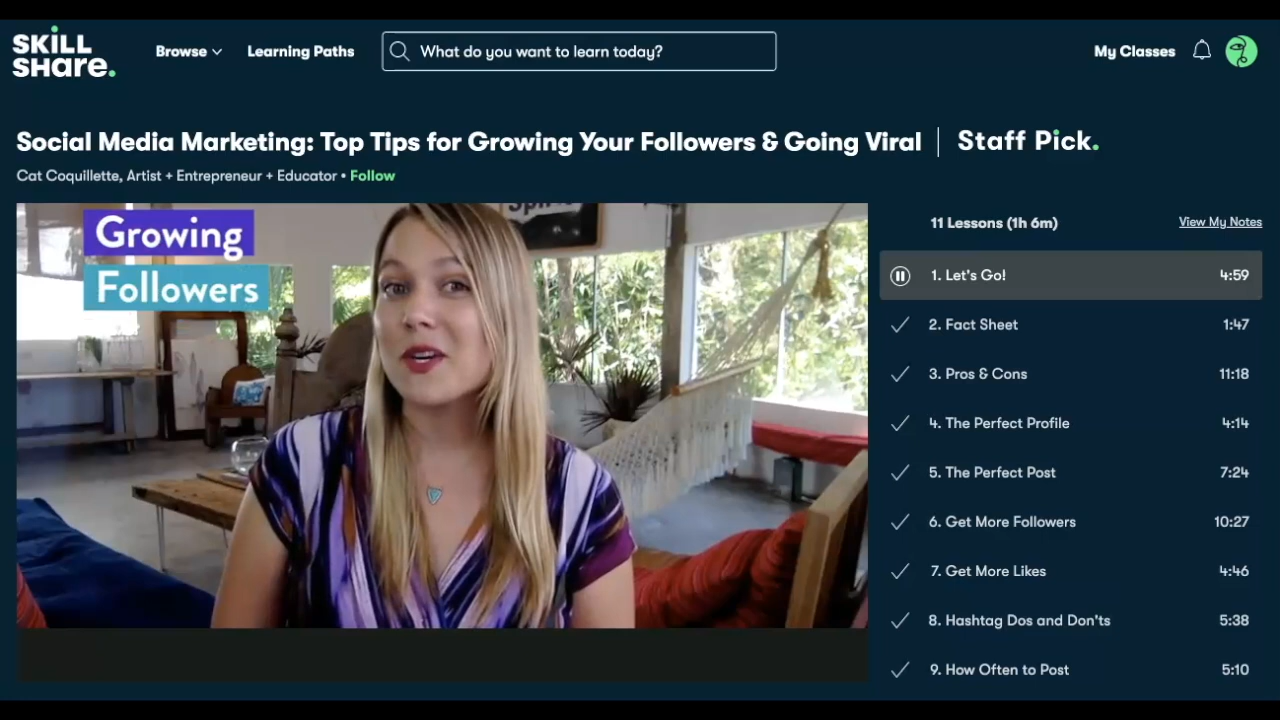 SKILL
SHARE.
Browse
Learning Paths
What do you want to learn today?
My Classes
Social Media Marketing: Top Tips for Growing Your Followers & Going Viral
Staff Pick.
Cat Coquillette, Artist + Entrepreneur + Educator • Follow
Growing
Followers
11 Lessons (1h 6m)
View My Notes
1. Let's Go! 4:59
2. Fact Sheet 1:47
3. Pros & Cons 11:18
4. The Perfect Profile 4:14
5. The Perfect Post 7:24
6. Get More Followers 10:27
7. Get More Likes 4:46
8. Hashtag Dos and Don'ts 5:38
9. How Often to Post 5:10